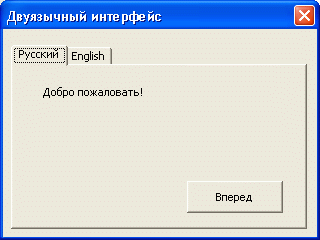 Двуязычный интерфейс
Русский English
Добро пожаловать!
Вперед